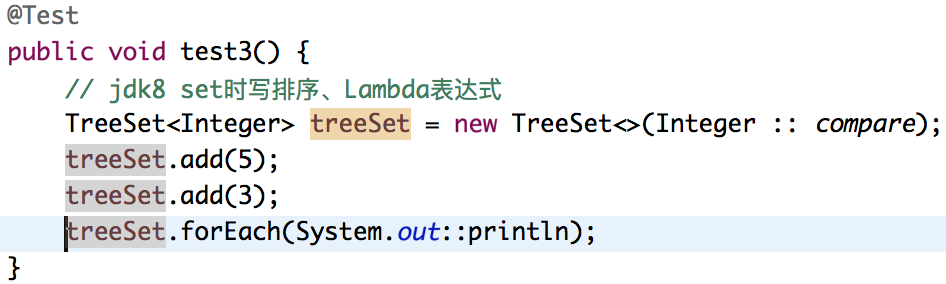 @Test
public void test3() {
    // jdk8 set时写排序、Lambda表达式
    TreeSet<Integer> treeSet = new TreeSet<>(Integer :: compare);
    treeSet.add(5);
    treeSet.add(3);
    treeSet.forEach(System.out::println);
}